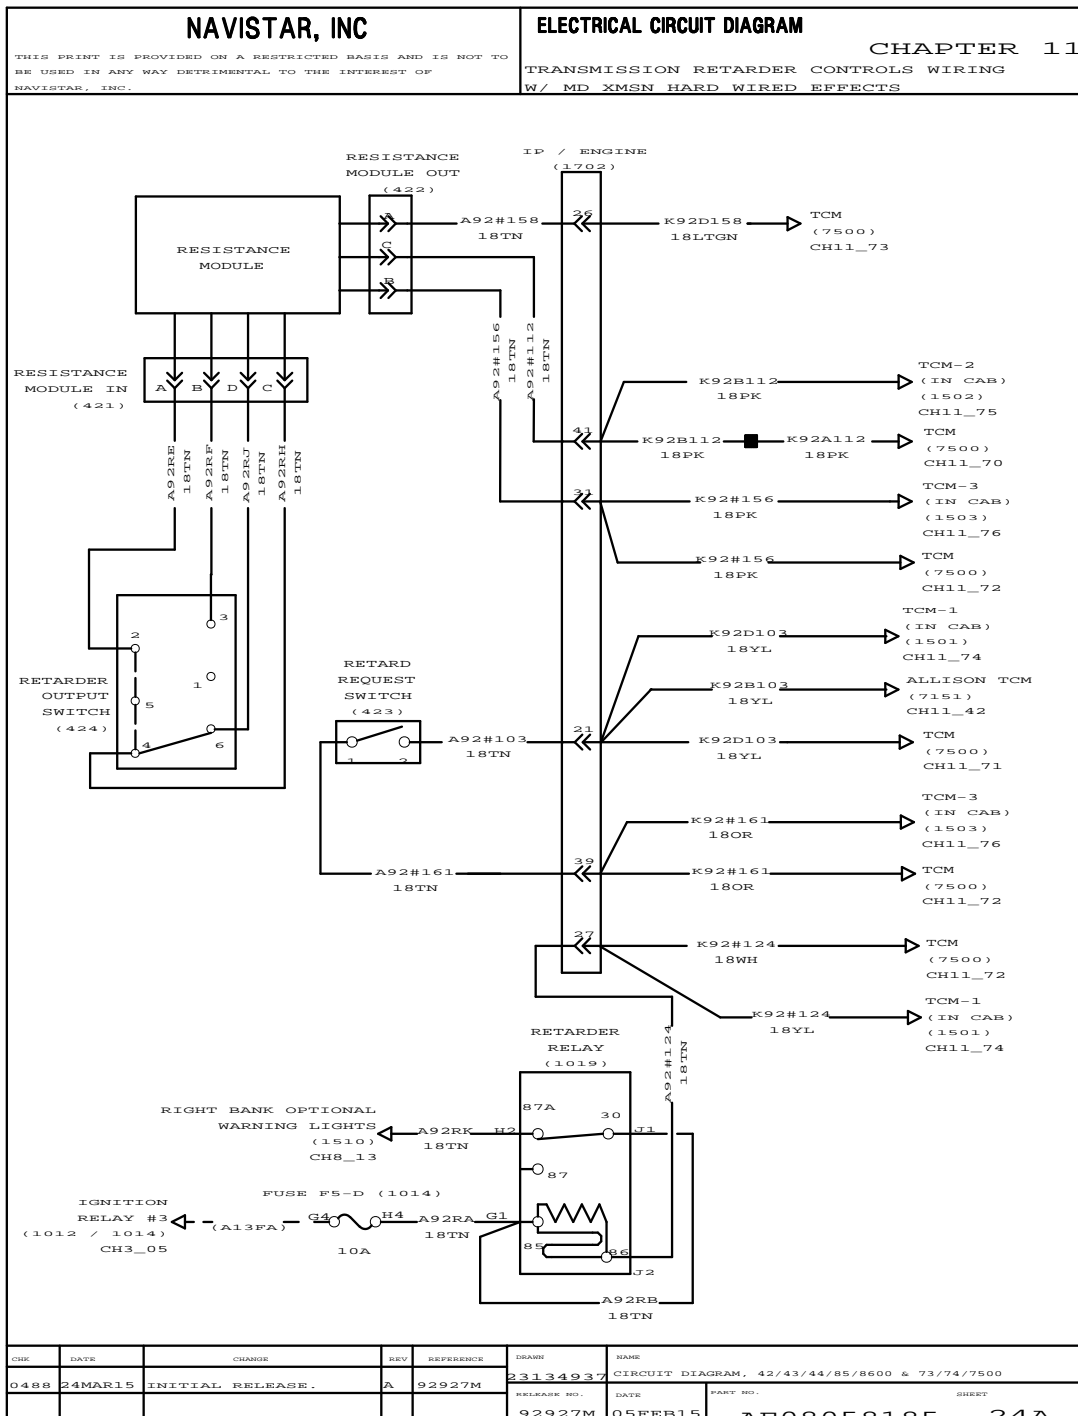 NAVISTAR, INC
THIS PRINT IS PROVIDED ON A RESTRICTED BASIS AND IS NOT TO
BE USED IN ANY WAY DETRIMENTAL TO THE INTEREST OF
NAVISTAR, INC.
ELECTRICAL CIRCUIT DIAGRAM
CHAPTER 11
TRANSMISSION RETARDER CONTROLS WIRING
W/ MD XMSN HARD WIRED EFFECTS
RESISTANCE
MODULE OUT
(422)
IP / ENGINE
(1702)
RESISTANCE
MODULE
A
C
B
A92#158
18TN
26
K92D158
18LTGN
TCM
(7500)
CH11_73
A92#156
18TN
A92#112
18TN
RESISTANCE
MODULE IN
(421)
A B D C
A92RE
18TN
A92RF
18TN
A92RJ
18TN
A92RH
18TN
K92B112
18PK
TCM-2
(IN CAB)
(1502)
CH11_75
41
K92B112
18PK
K92A112
18PK
TCM
(7500)
CH11_70
31
K92#156
18PK
TCM-3
(IN CAB)
(1503)
CH11_76
K92#156
18PK
TCM
(7500)
CH11_72
RETARDER
OUTPUT
SWITCH
(424)
2
3
1
5
4
6
RETARD
REQUEST
SWITCH
(423)
1 2
A92#103
18TN
21
K92D103
18YL
TCM-1
(IN CAB)
(1501)
CH11_74
K92B103
18YL
ALLISON TCM
(7151)
CH11_42
K92D103
18YL
TCM
(7500)
CH11_71
A92#161
18TN
39
K92#161
18OR
TCM-3
(IN CAB)
(1503)
CH11_76
K92#161
18OR
TCM
(7500)
CH11_72
27
K92#124
18WH
TCM
(7500)
CH11_72
K92#124
18YL
TCM-1
(IN CAB)
(1501)
CH11_74
A92#124
18TN
RETARDER
RELAY
(1019)
87A
30
87
85
86
H2
J1
G1
J2
RIGHT BANK OPTIONAL
WARNING LIGHTS
(1510)
CH8_13
A92RK
18TN
IGNITION
RELAY #3
(1012 / 1014)
CH3_05
(A13FA)
FUSE F5-D (1014)
G4 H4
10A
A92RA
18TN
A92RB
18TN
CHK DATE CHANGE REV REFERENCE
0488 24MAR15 INITIAL RELEASE. A 92927M
DRAWN
23134937
NAME
CIRCUIT DIAGRAM, 42/43/44/85/8600 & 73/74/7500
RELEASE NO.
92927M
DATE
05FEB15
PART NO.
SHEET
24A